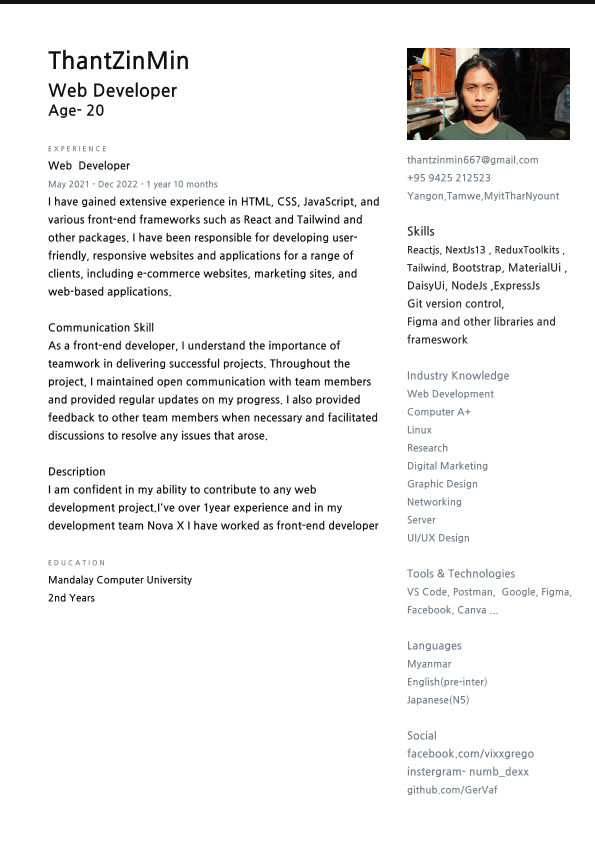 ThantZinMin
Web Developer
Age- 20
EXPERIENCE
Web  Developer
May 2021 - Dec 2022 - 1 year 10 months
I have gained extensive experience in HTML, CSS, JavaScript, and
various front-end frameworks such as React and Tailwind and
other packages. I have been responsible for developing user-
friendly, responsive websites and applications for a range of
clients, including e-commerce websites, marketing sites, and
web-based applications.
Communication Skill
As a front-end developer, I understand the importance of
teamwork in delivering successful projects. Throughout the
project, I maintained open communication with team members
and provided regular updates on my progress. I also provided
feedback to other team members when necessary and facilitated
discussions to resolve any issues that arose.
Description
I am confident in my ability to contribute to any web
development project.I've over 1year experience and in my
development team Nova X I have worked as front-end developer
EDUCATION
Mandalay Computer University
2nd Years
thantzinmin667@gmail.com
+95 9425 212523
Yangon,Tamwe,MyitTharNyount
Skills
Reactjs, NextJs13 , ReduxToolkits ,
Tailwind, Bootstrap, MaterialUi ,
DaisyUi, NodeJs ,ExpressJs
Git version control,
Figma and other libraries and
frameswork
Industry Knowledge
Web Development
Computer A+
Linux
Research
Digital Marketing
Graphic Design
Networking
Server
UI/UX Design
Tools & Technologies
VS Code, Postman,  Google, Figma,
Facebook, Canva ...
Languages
Myanmar
English(pre-inter)
Japanese(N5)
Social
facebook.com/vixxgrego
instergram- numb_dexx
github.com/GerVaf